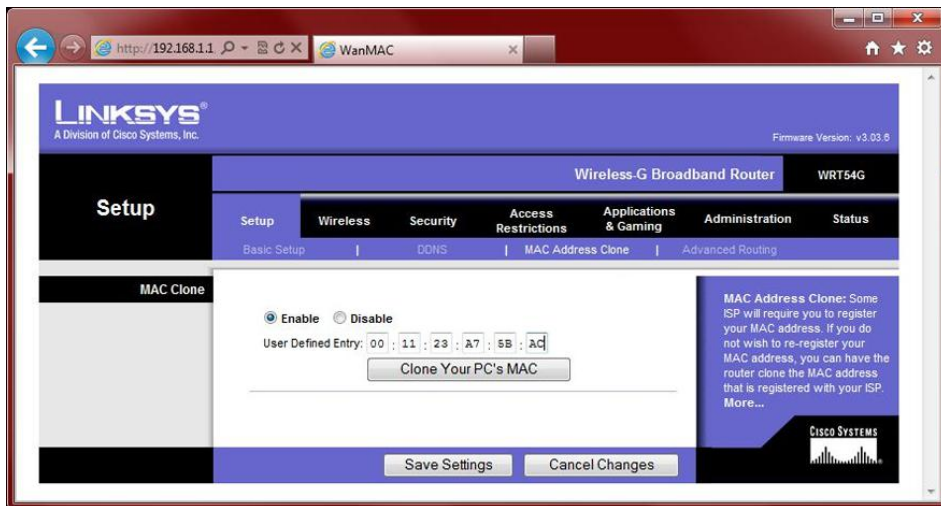 http://192.168.1.1
WanMAC
LINKSYS®
A Division of Cisco Systems, Inc.
Firmware Version: v3.03.6
Wireless-G Broadband Router
WRT54G
Setup
Setup
Wireless
Security
Access
Restrictions
Applications
& Gaming
Administration
Status
Basic Setup | DDNS | MAC Address Clone | Advanced Routing
MAC Clone
Enable Disable
User Defined Entry: 00 : 11 : 23 : A7 : 5B : AC
Clone Your PC's MAC
MAC Address Clone: Some
ISP will require you to register
your MAC address. If you do
not wish to re-register your
MAC address, you can have the
router clone the MAC address
that is registered with your ISP.
More...
CISCO SYSTEMS
Save Settings
Cancel Changes